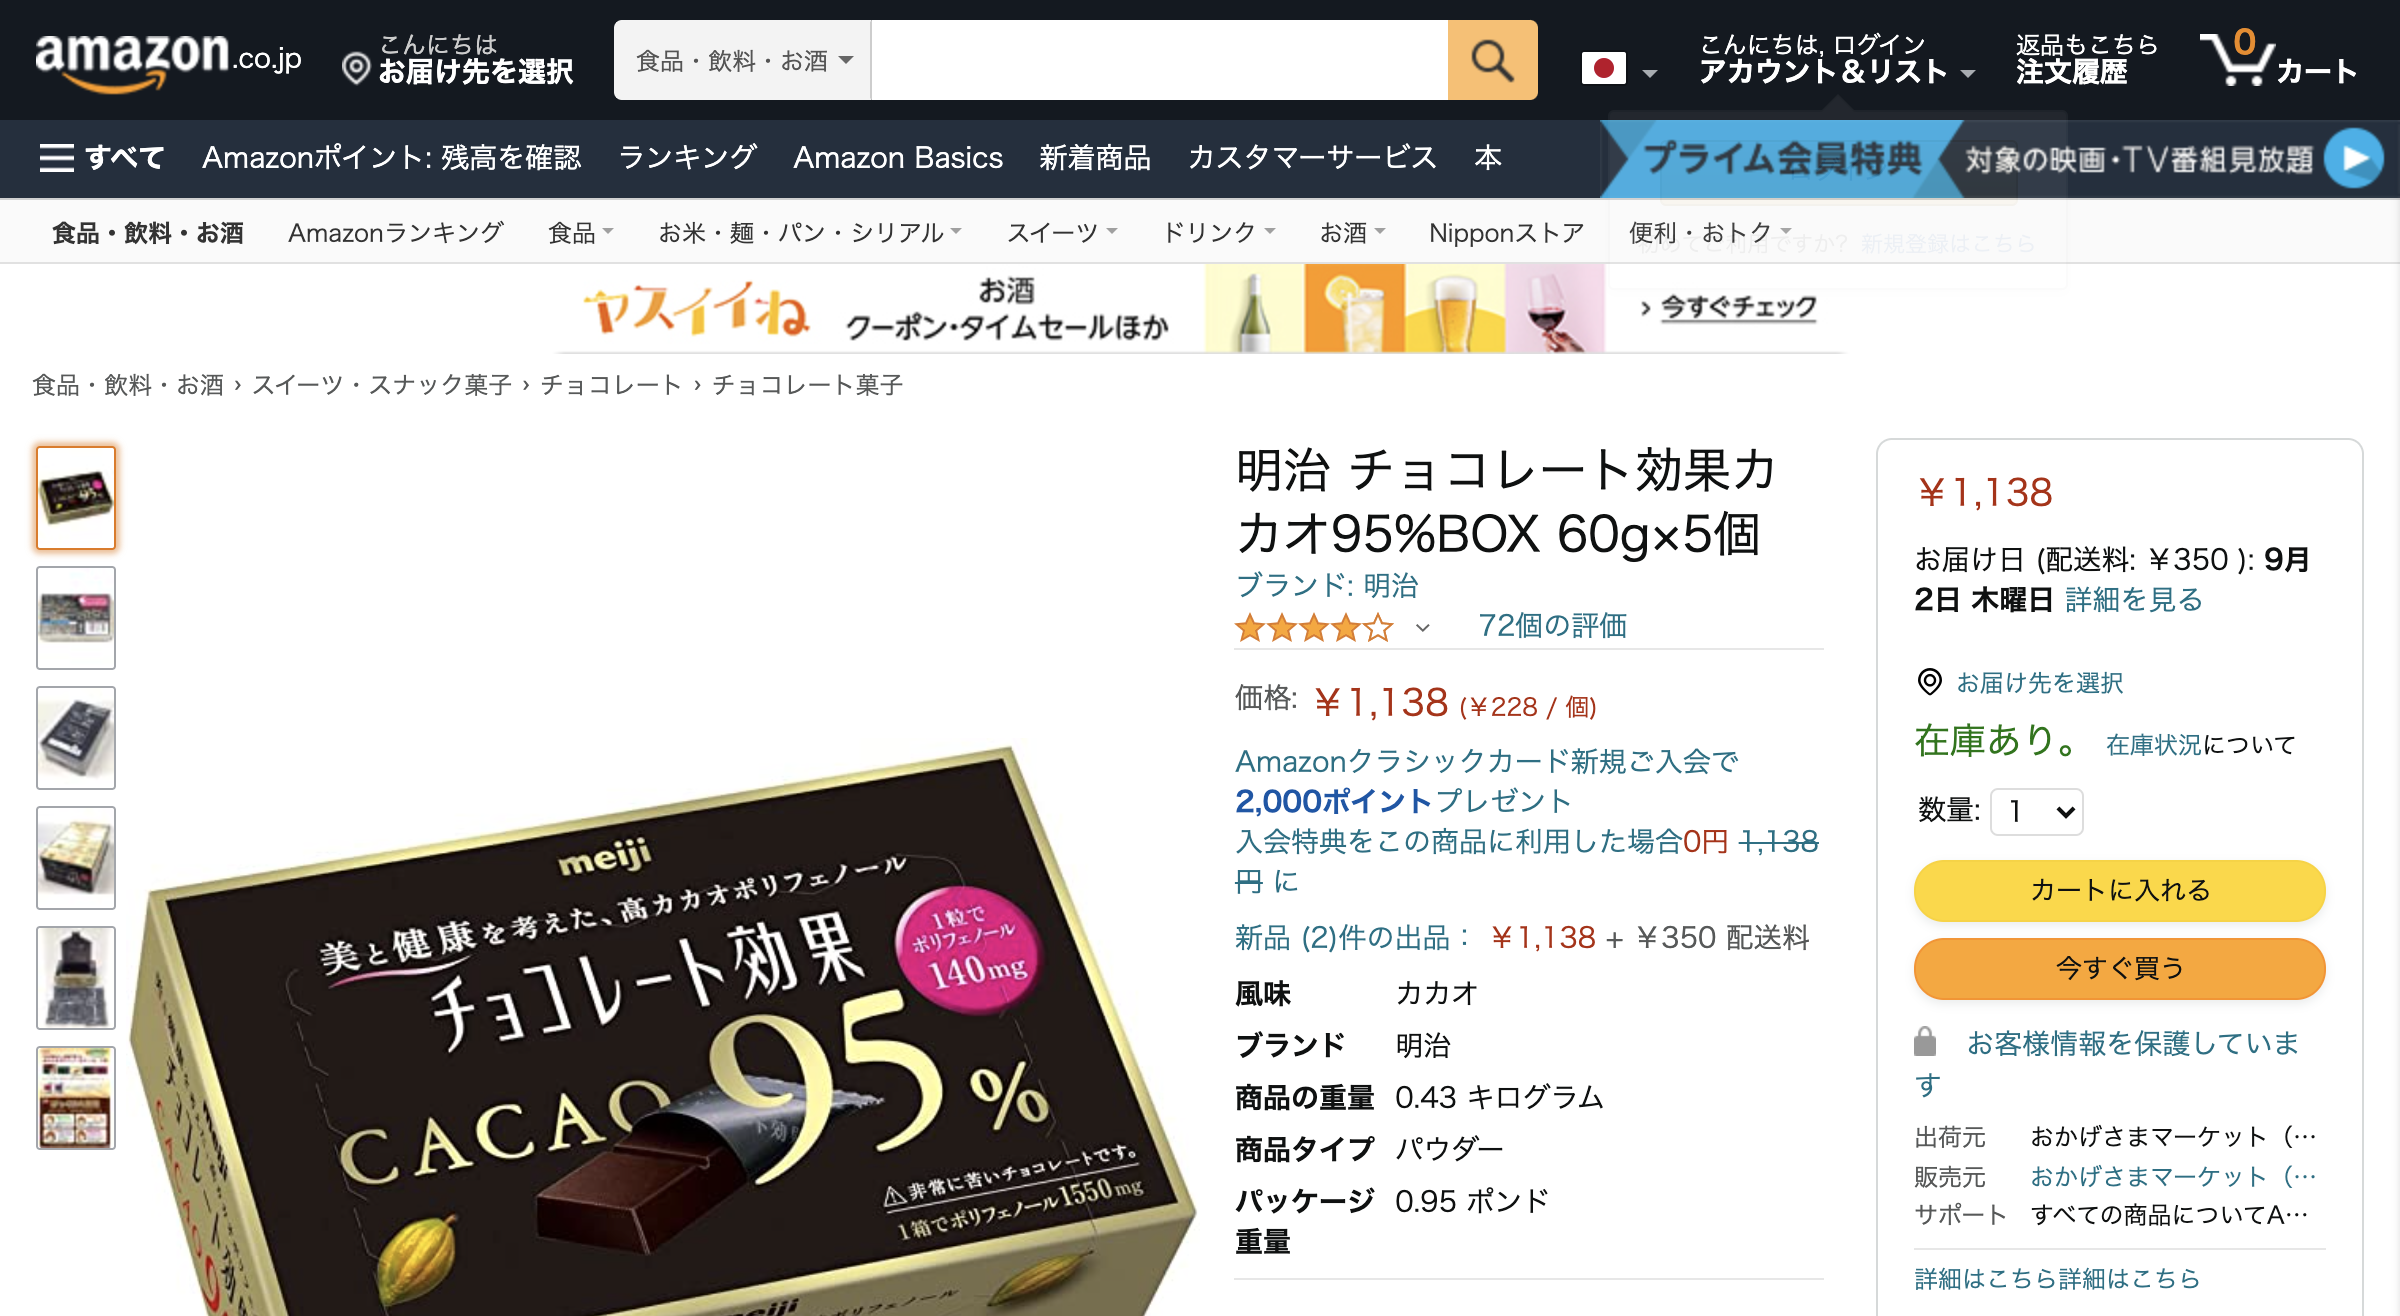 amazon.co.jp
こんにちは
お届け先を選択
食品・飲料・お酒
こんにちは, ログイン
アカウント＆リスト
返品もこちら
注文履歴
0
カート
すべて
Amazonポイント: 残高を確認
ランキング
Amazon Basics
新着商品
カスタマーサービス
本
プライム会員特典
対象の映画・TV番組見放題
食品・飲料・お酒
Amazonランキング
食品
お米・麺・パン・シリアル
スイーツ
ドリンク
お酒
Nipponストア
便利・おトク
初めてご利用ですか? 新規登録はこちら
ヤスイイね
お酒
クーポン・タイムセールほか
› 今すぐチェック
食品・飲料・お酒 › スイーツ・スナック菓子 › チョコレート › チョコレート菓子
meiji
美と健康を考えた、高カカオポリフェノール
チョコレート効果
CACAO 95%
1粒で
ポリフェノール
140mg
⚠非常に苦いチョコレートです。
1箱でポリフェノール1550mg
meiji
明治 チョコレート効果カ
カオ95%BOX 60g×5個
ブランド: 明治
72個の評価
価格: ￥1,138 (￥228 / 個)
Amazonクラシックカード新規ご入会で
2,000ポイントプレゼント
入会特典をこの商品に利用した場合0円 1,138
円 に
新品 (2)件の出品： ￥1,138 + ￥350 配送料
風味 カカオ
ブランド 明治
商品の重量 0.43 キログラム
商品タイプ パウダー
パッケージ 0.95 ポンド
重量
￥1,138
お届け日 (配送料: ￥350 ): 9月
2日 木曜日 詳細を見る
お届け先を選択
在庫あり。 在庫状況について
数量: 1
カートに入れる
今すぐ買う
お客様情報を保護していま
す
出荷元 おかげさまマーケット（…
販売元 おかげさまマーケット（…
サポート すべての商品についてA…
詳細はこちら詳細はこちら